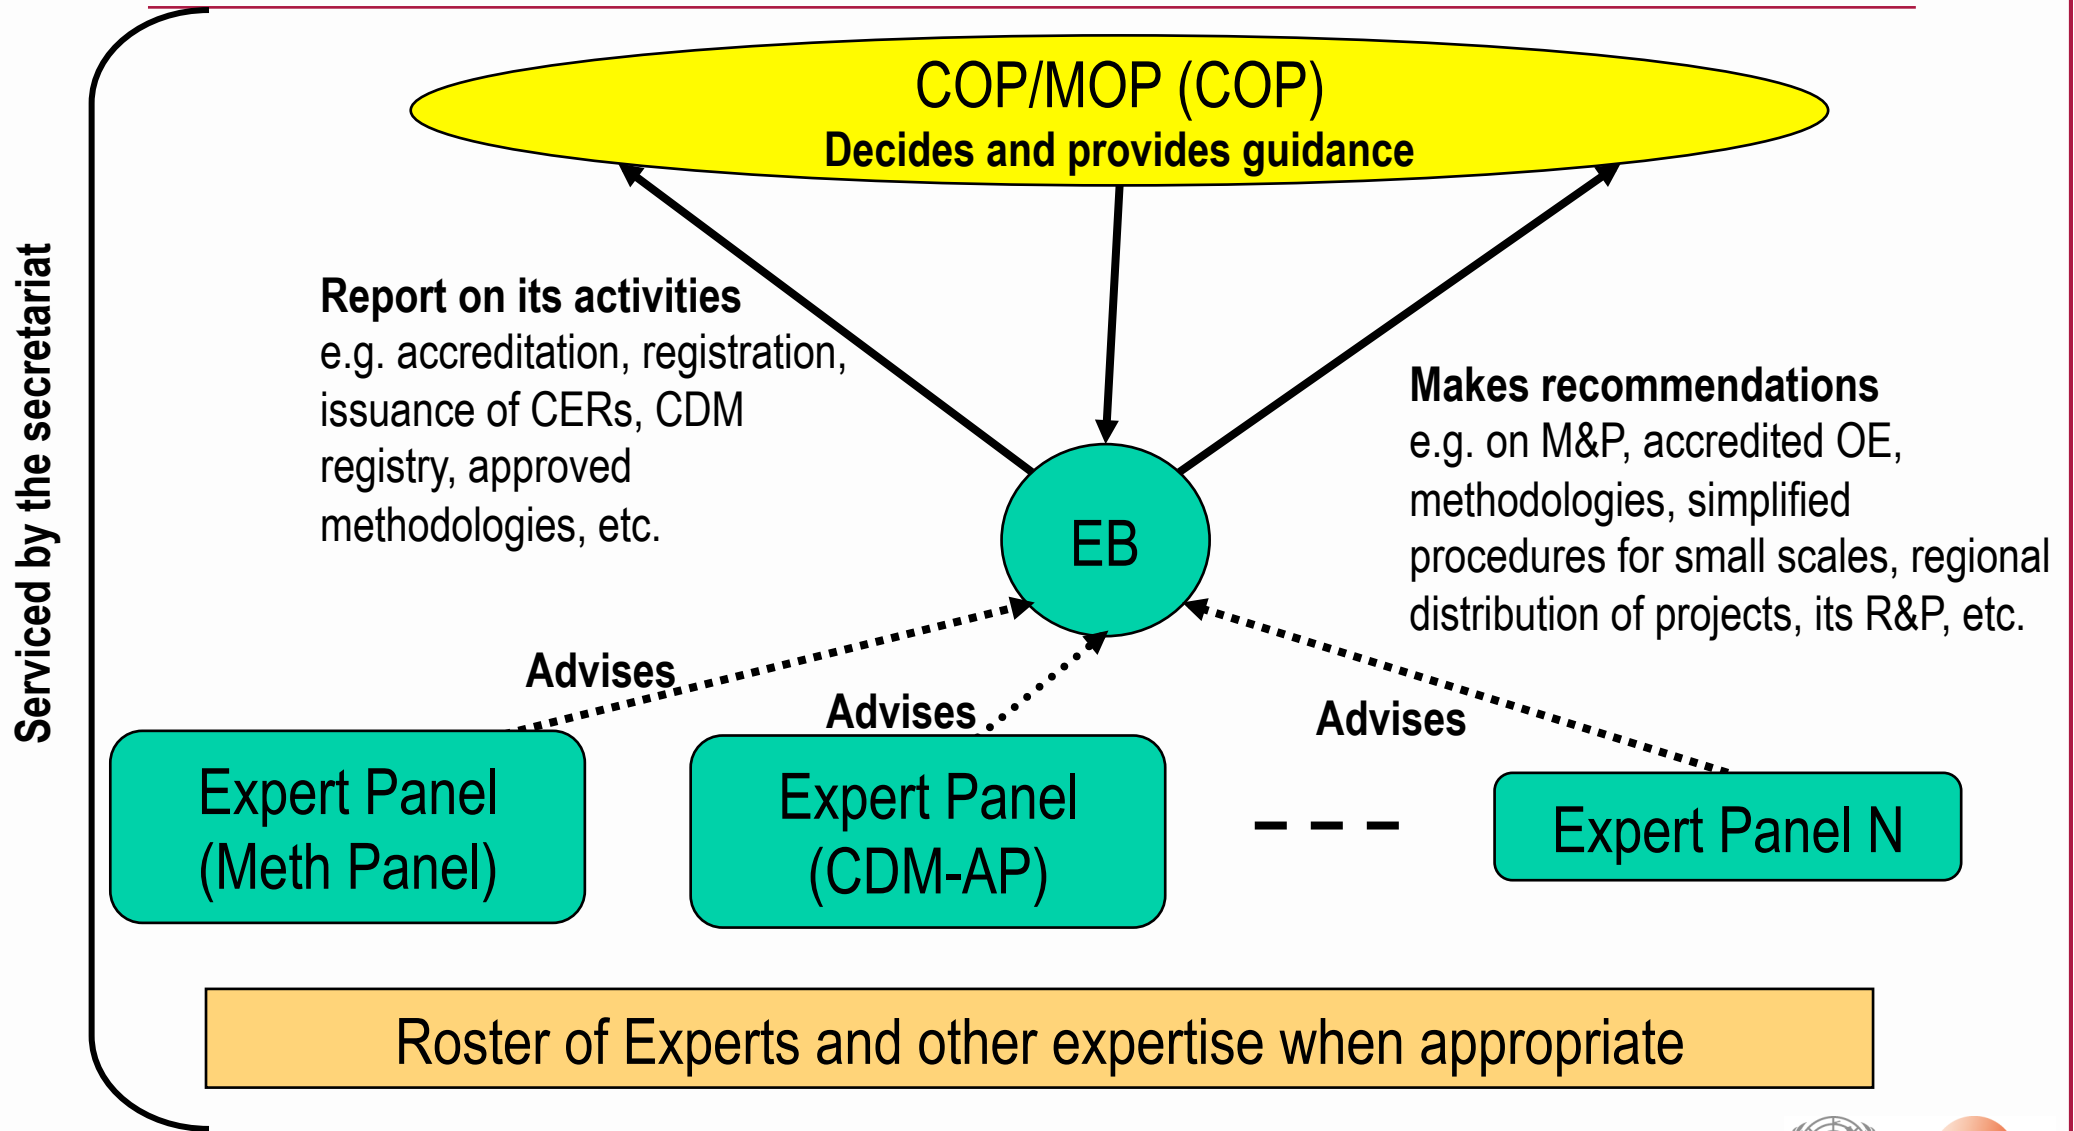 COP/MOP (COP)
Decides and provides guidance
Serviced by the secretariat
Report on its activities
e.g. accreditation, registration,
issuance of CERs, CDM
registry, approved
methodologies, etc.
Makes recommendations
e.g. on M&P, accredited OE,
methodologies, simplified
procedures for small scales, regional
distribution of projects, its R&P, etc.
EB
Advises
Advises
Advises
Expert Panel
(Meth Panel)
Expert Panel
(CDM-AP)
Expert Panel N
Roster of Experts and other expertise when appropriate